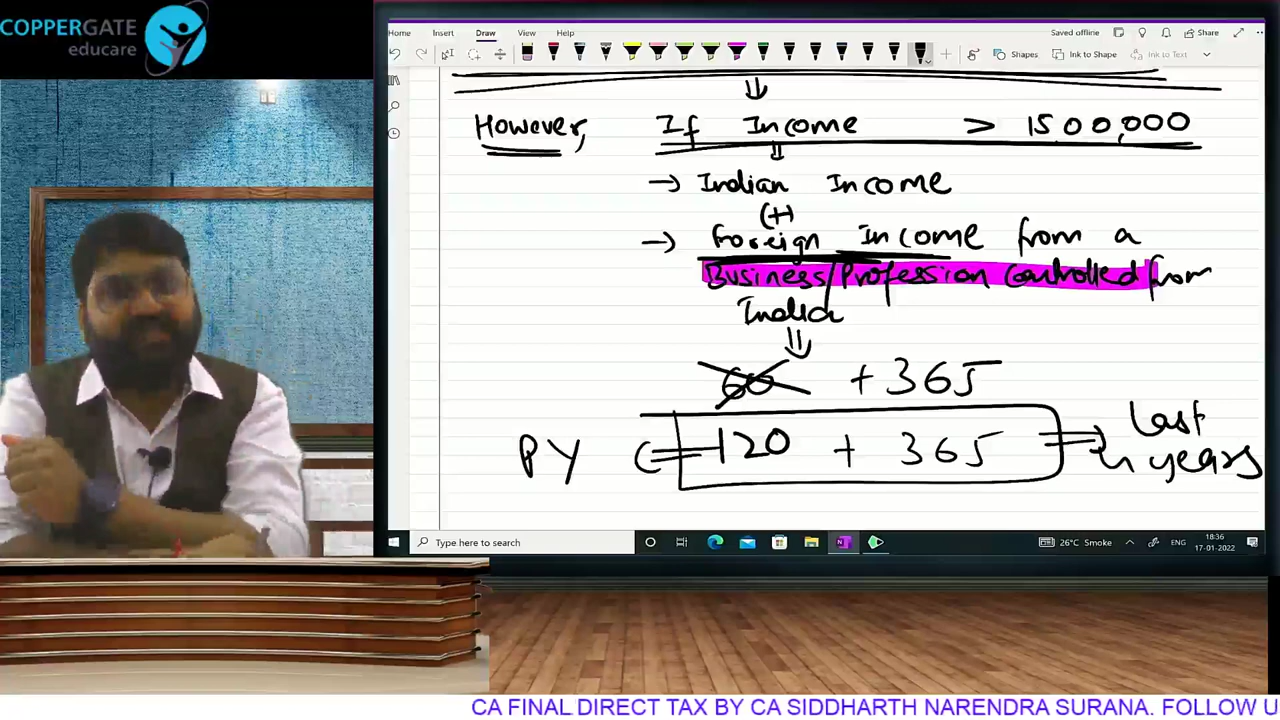 COPPERGATE
educare
Home Insert Draw View Help
Saved offline
Share
Shapes
Ink to Shape
Ink to Text
However, If Income > 1500,000
→ Indian Income
(+)
→ Foreign Income from a
Business/Profession Controlled from
India
60 + 365
PY 120 + 365 last
4 years
Type here to search
26°C Smoke
ENG
18:36
17-01-2022
CA FINAL DIRECT TAX BY CA SIDDHARTH NARENDRA SURANA. FOLLOW U